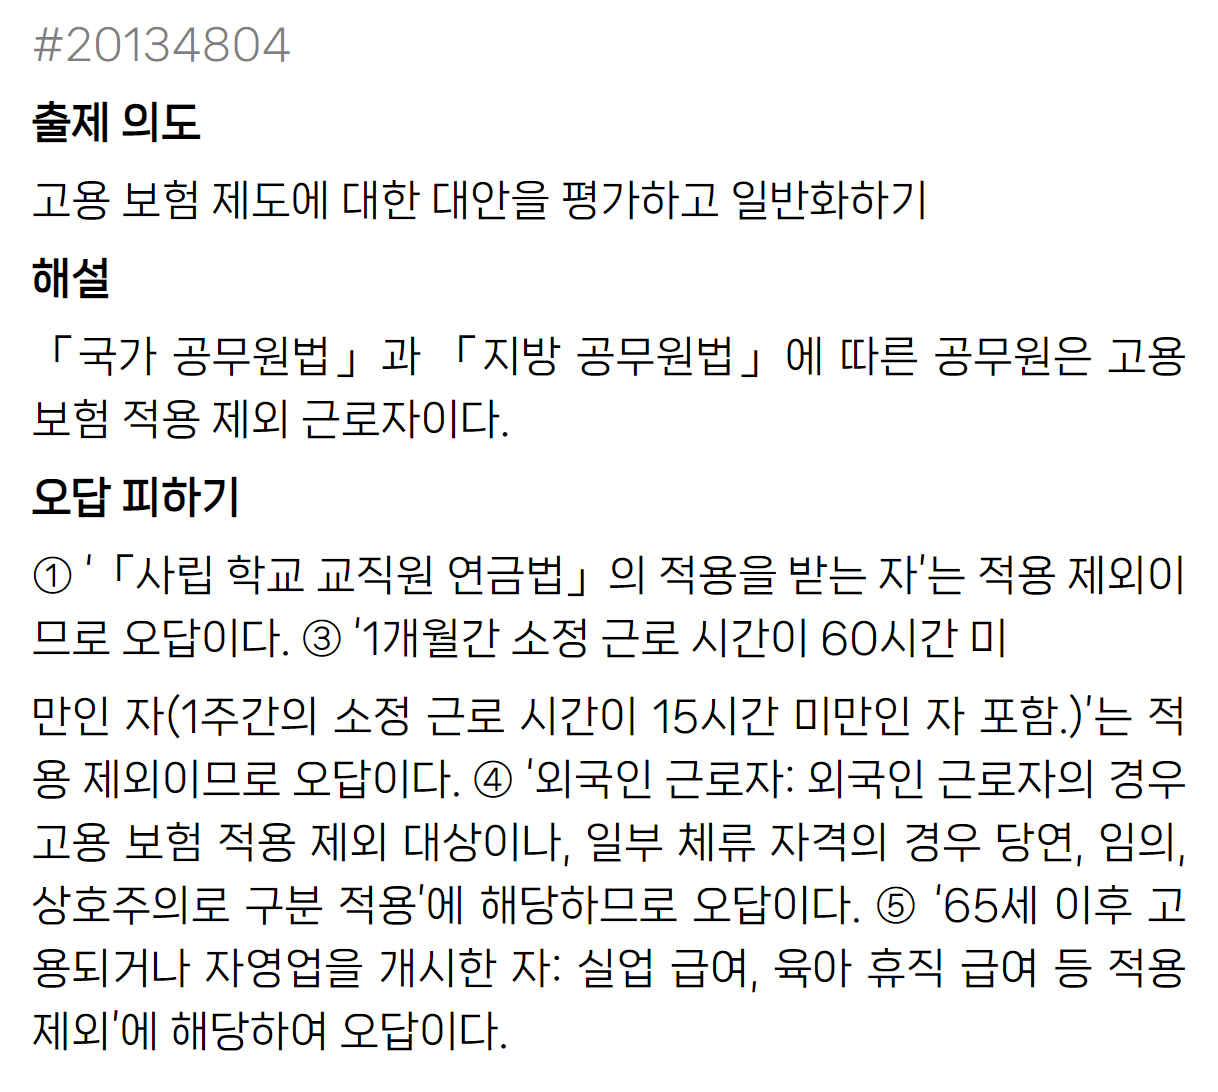 #20134804
출제 의도
고용 보험 제도에 대한 대안을 평가하고 일반화하기
해설
「국가 공무원법」과 「지방 공무원법」에 따른 공무원은 고용
보험 적용 제외 근로자이다.
오답 피하기
① ‘「사립 학교 교직원 연금법」의 적용을 받는 자’는 적용 제외이
므로 오답이다. ③ ‘1개월간 소정 근로 시간이 60시간 미
만인 자(1주간의 소정 근로 시간이 15시간 미만인 자 포함.)’는 적
용 제외이므로 오답이다. ④ ‘외국인 근로자: 외국인 근로자의 경우
고용 보험 적용 제외 대상이나, 일부 체류 자격의 경우 당연, 임의,
상호주의로 구분 적용’에 해당하므로 오답이다. ⑤ ‘65세 이후 고
용되거나 자영업을 개시한 자: 실업 급여, 육아 휴직 급여 등 적용
제외’에 해당하여 오답이다.